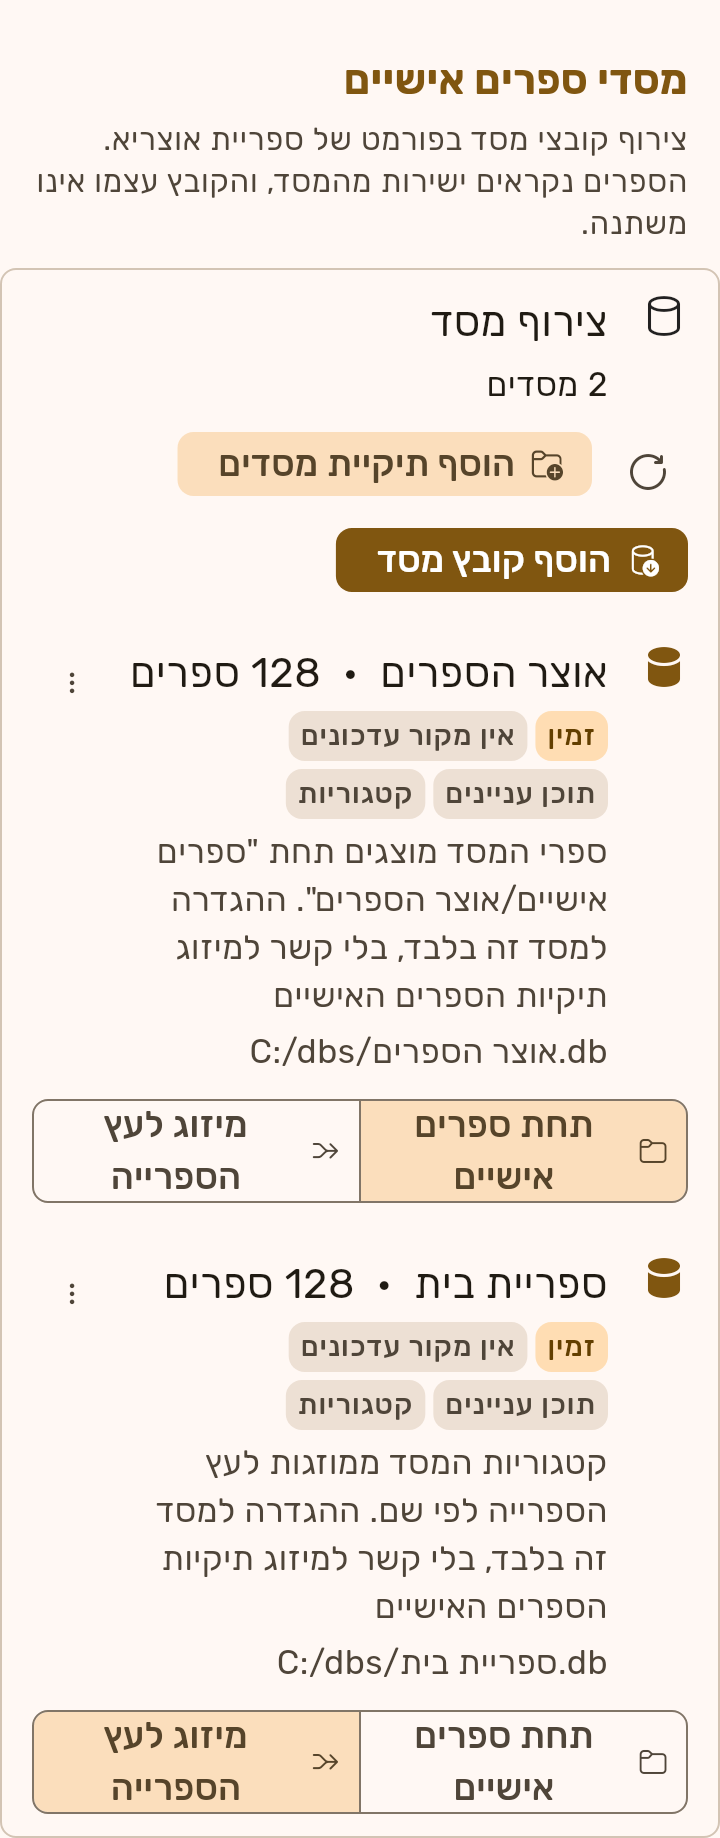 מסדי ספרים אישיים
צירוף קובצי מסד בפורמט של ספריית אוצריא.
הספרים נקראים ישירות מהמסד, והקובץ עצמו אינו
משתנה.
צירוף מסד
2 מסדים
הוסף תיקיית מסדים
הוסף קובץ מסד
אוצר הספרים • 128 ספרים
זמין אין מקור עדכונים
תוכן עניינים קטגוריות
ספרי המסד מוצגים תחת "ספרים
אישיים/אוצר הספרים". ההגדרה
למסד זה בלבד, בלי קשר למיזוג
תיקיות הספרים האישיים
C:/dbs/אוצר הספרים.db
תחת ספרים
אישיים
מיזוג לעץ
הספרייה
ספריית בית • 128 ספרים
זמין אין מקור עדכונים
תוכן עניינים קטגוריות
קטגוריות המסד ממוזגות לעץ
הספרייה לפי שם. ההגדרה למסד
זה בלבד, בלי קשר למיזוג תיקיות
הספרים האישיים
C:/dbs/ספריית בית.db
תחת ספרים
אישיים
מיזוג לעץ
הספרייה